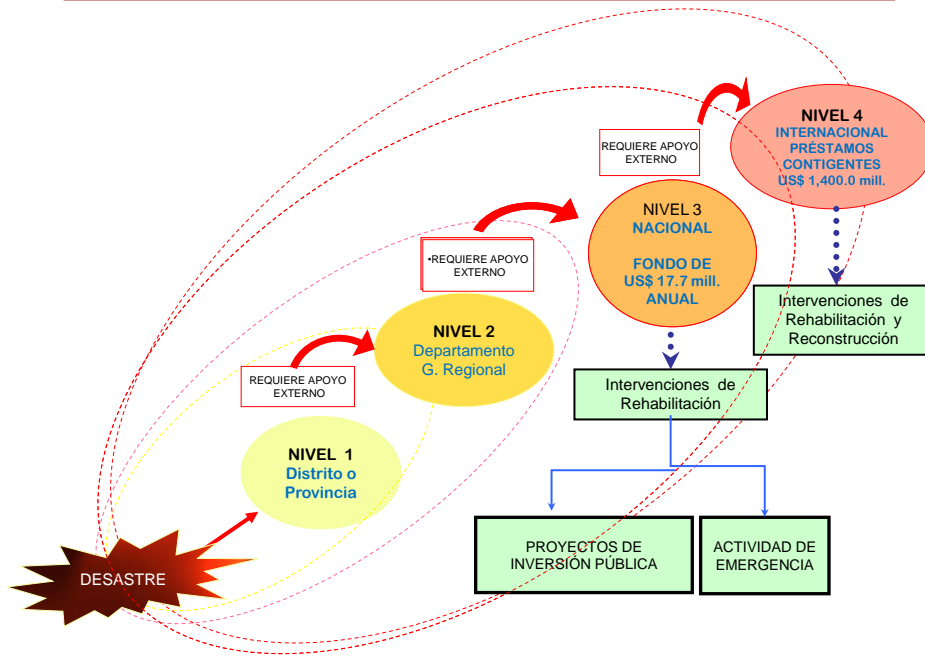 NIVEL 4
INTERNACIONAL
PRÉSTAMOS
CONTIGENTES
US$ 1,400.0 mill.
REQUIERE APOYO
EXTERNO
NIVEL 3
NACIONAL
FONDO DE
US$ 17.7 mill.
ANUAL
•REQUIERE APOYO
EXTERNO
Intervenciones de
Rehabilitación y
Reconstrucción
NIVEL 2
Departamento
G. Regional
REQUIERE APOYO
EXTERNO
Intervenciones de
Rehabilitación
NIVEL 1
Distrito o
Provincia
DESASTRE
PROYECTOS DE
INVERSIÓN PÚBLICA
ACTIVIDAD DE
EMERGENCIA